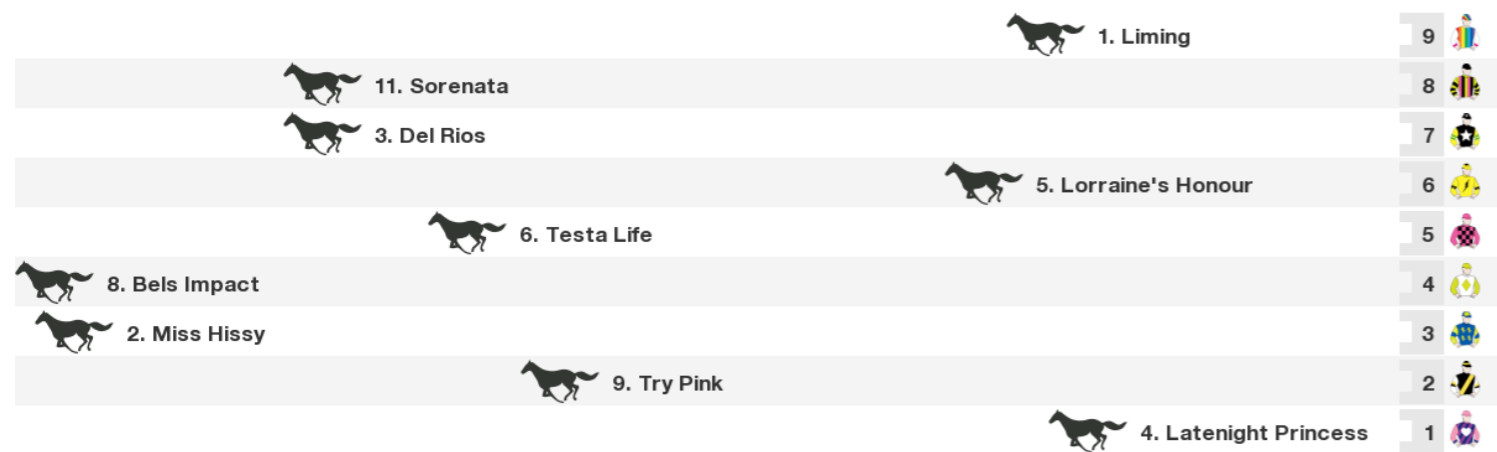 1. Liming 9
11. Sorenata 8
3. Del Rios 7
5. Lorraine's Honour 6
6. Testa Life 5
8. Bels Impact 4
2. Miss Hissy 3
9. Try Pink 2
4. Latenight Princess 1